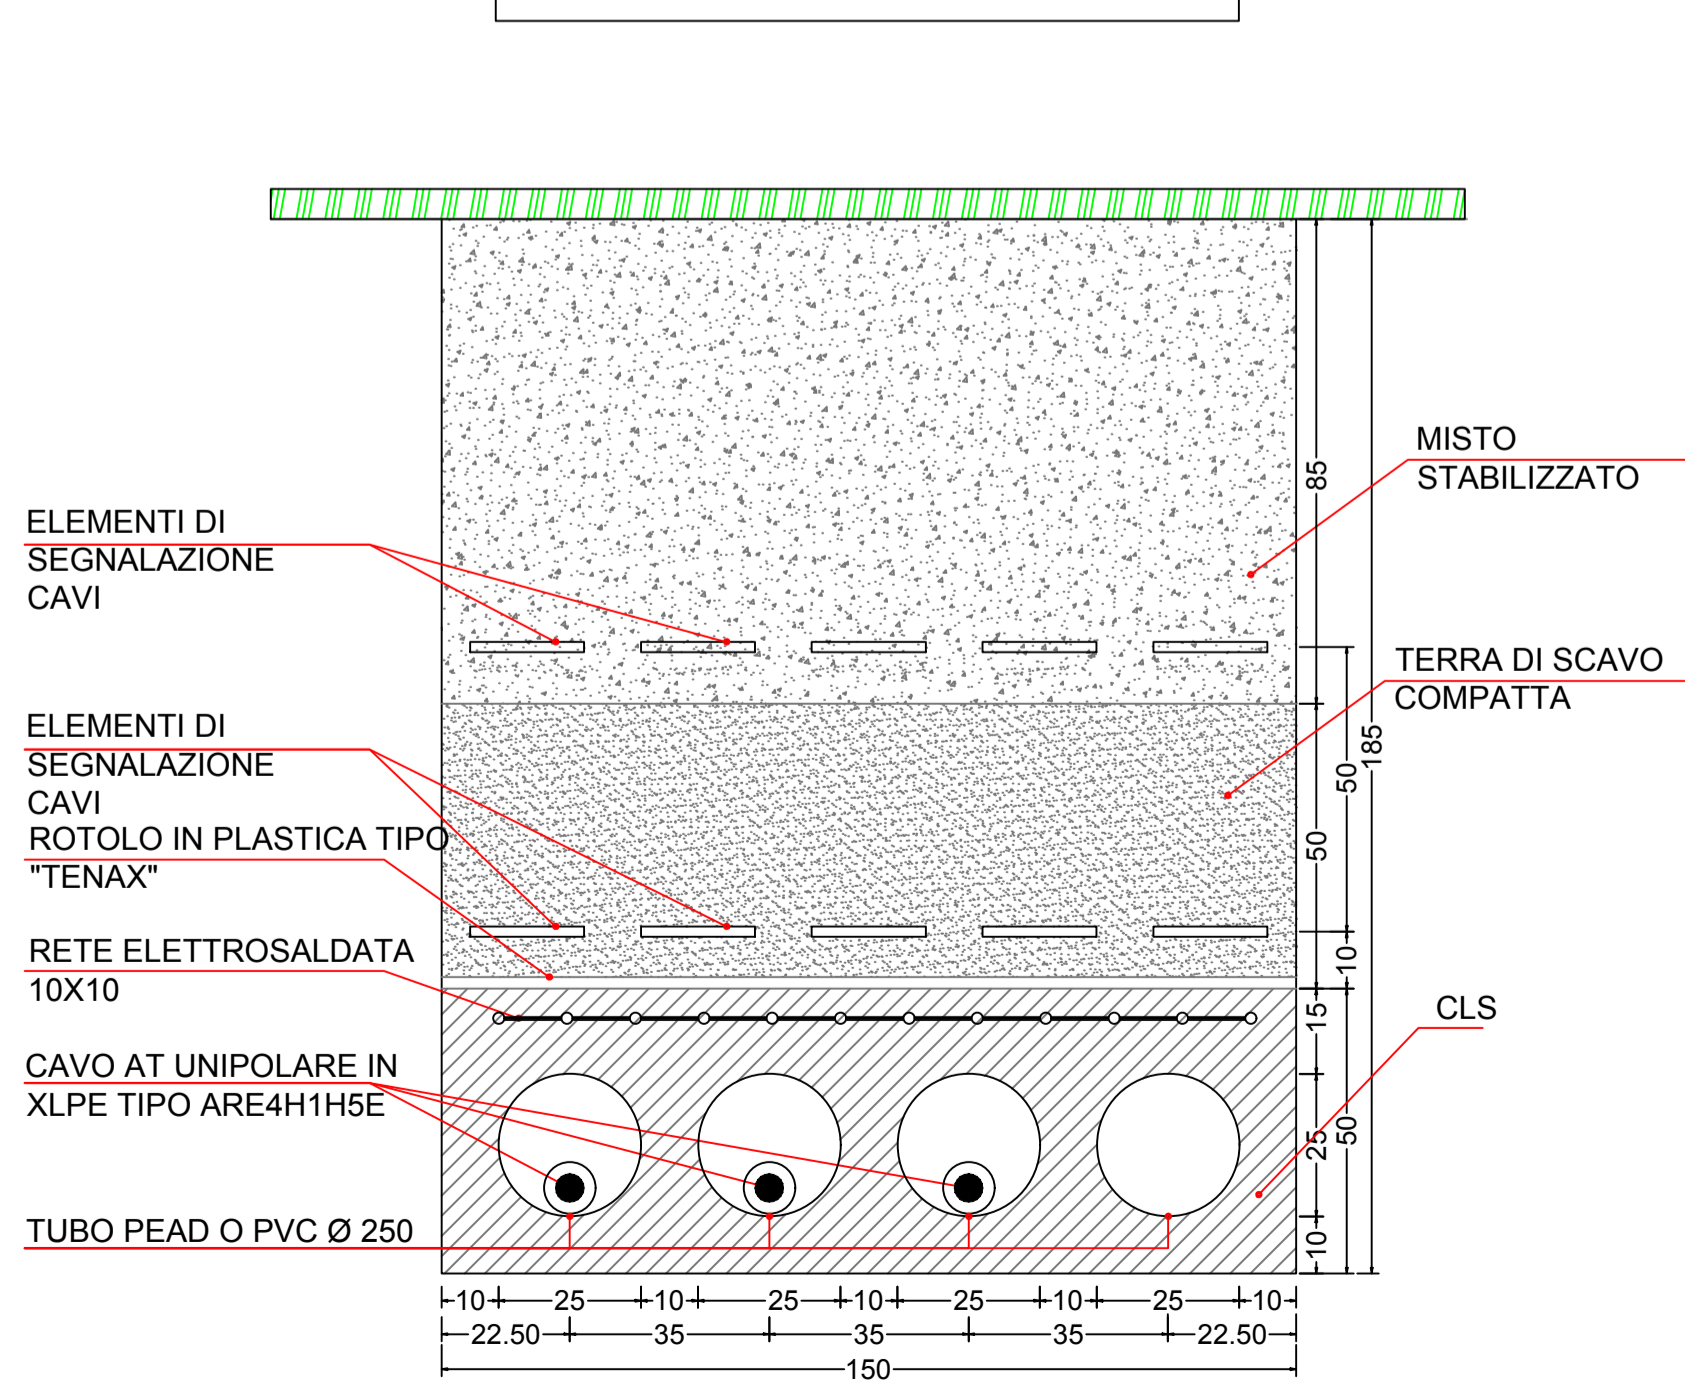 MISTO
STABILIZZATO
85
ELEMENTI DI
SEGNALAZIONE
CAVI
TERRA DI SCAVO
COMPATTA
185
50
50
ELEMENTI DI
SEGNALAZIONE
CAVI
ROTOLO IN PLASTICA TIPO
"TENAX"
RETE ELETTROSALDATA
10X10
10
15
CLS
CAVO AT UNIPOLARE IN
XLPE TIPO ARE4H1H5E
25
50
TUBO PEAD O PVC Ø 250
10
10 25 10 25 10 25 10 25 10
22.50 35 35 35 22.50
150